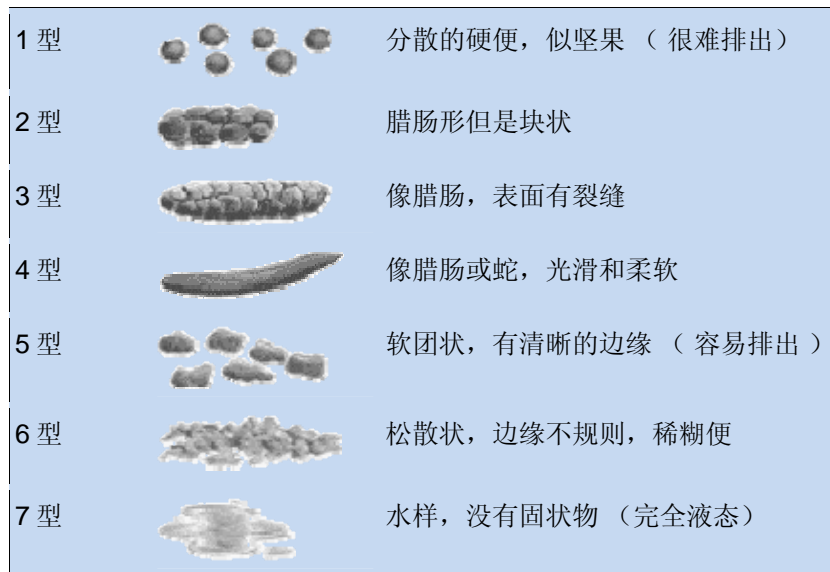 1 型 分散的硬便，似坚果 （ 很难排出）
2 型 腊肠形但是块状
3 型 像腊肠，表面有裂缝
4 型 像腊肠或蛇，光滑和柔软
5 型 软团状，有清晰的边缘 （ 容易排出 ）
6 型 松散状，边缘不规则，稀糊便
7 型 水样，没有固状物 （完全液态）